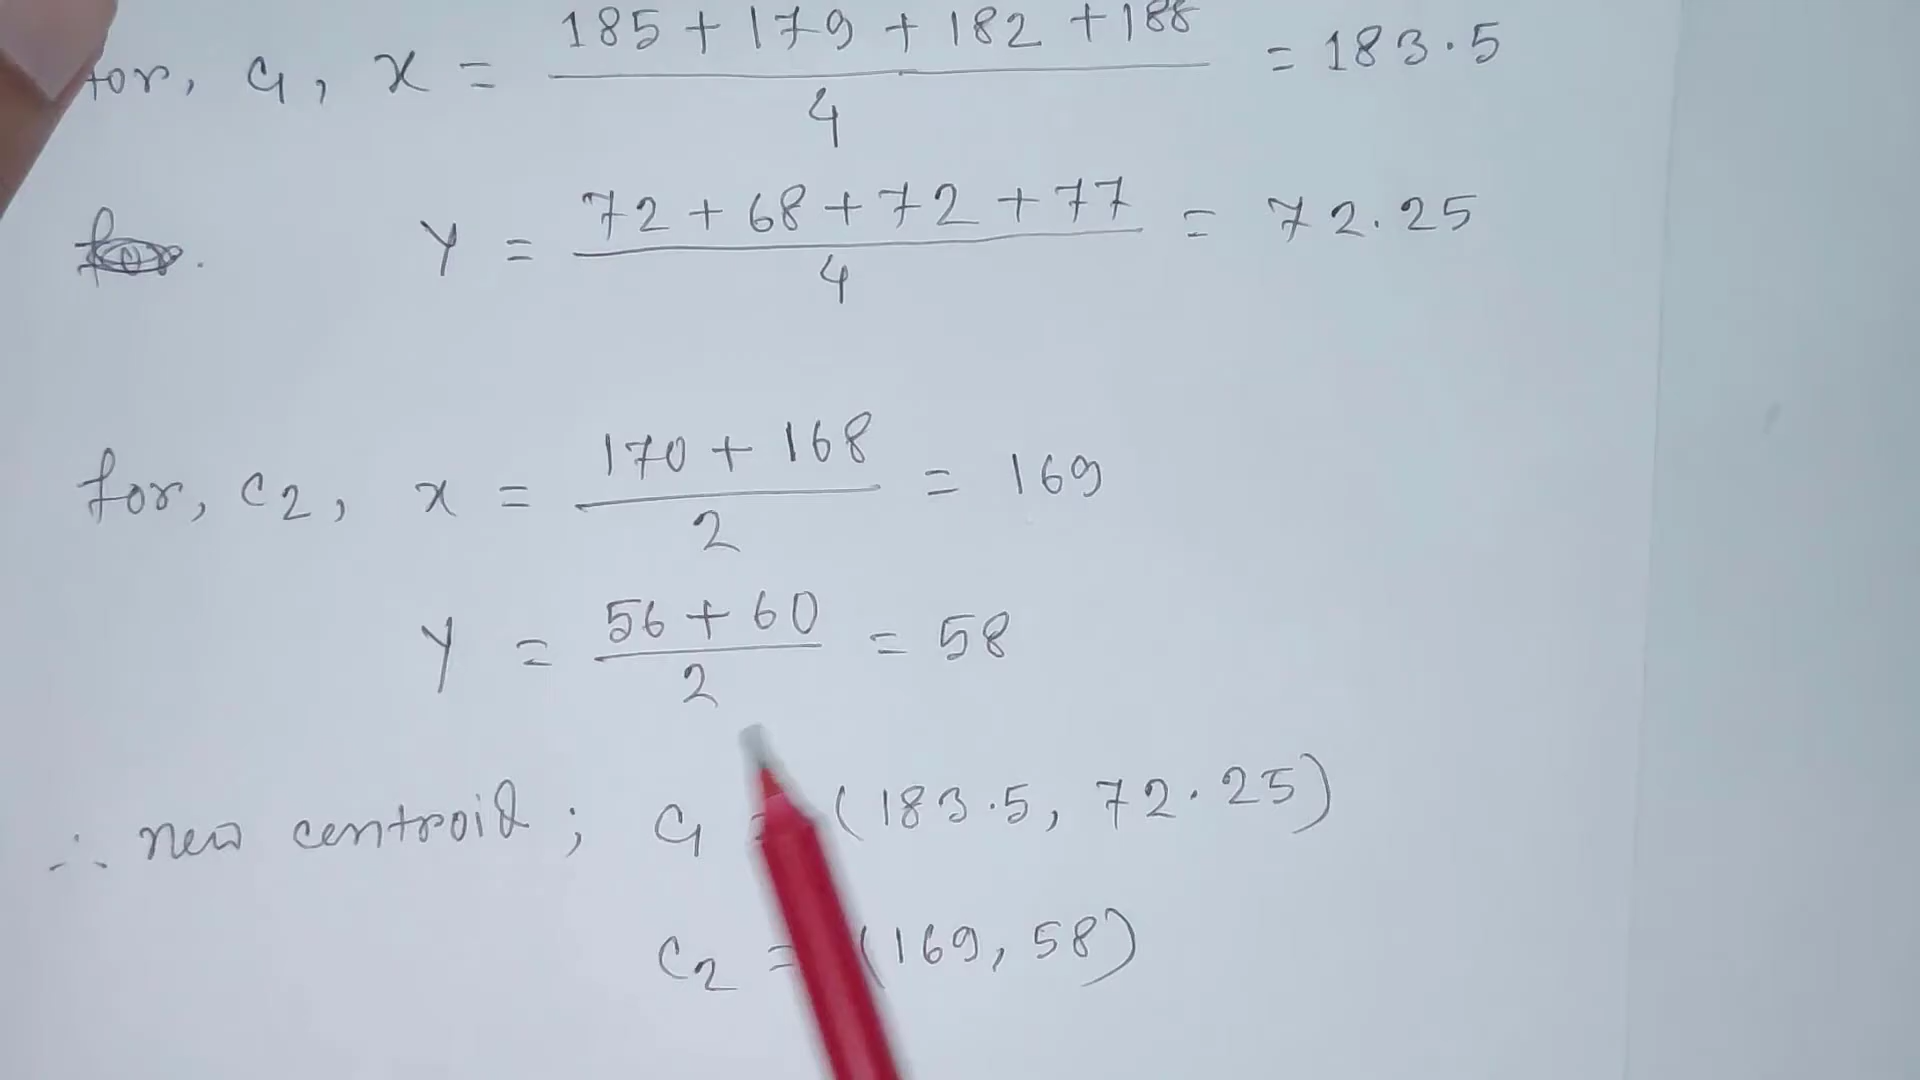 for, C1, x = 185 + 179 + 182 + 188 / 4 = 183.5
Y = 72 + 68 + 72 + 77 / 4 = 72.25
for, C2, x = 170 + 168 / 2 = 169
Y = 56 + 60 / 2 = 58
∴ new centroid; C1 = (183.5, 72.25)
C2 = (169, 58)